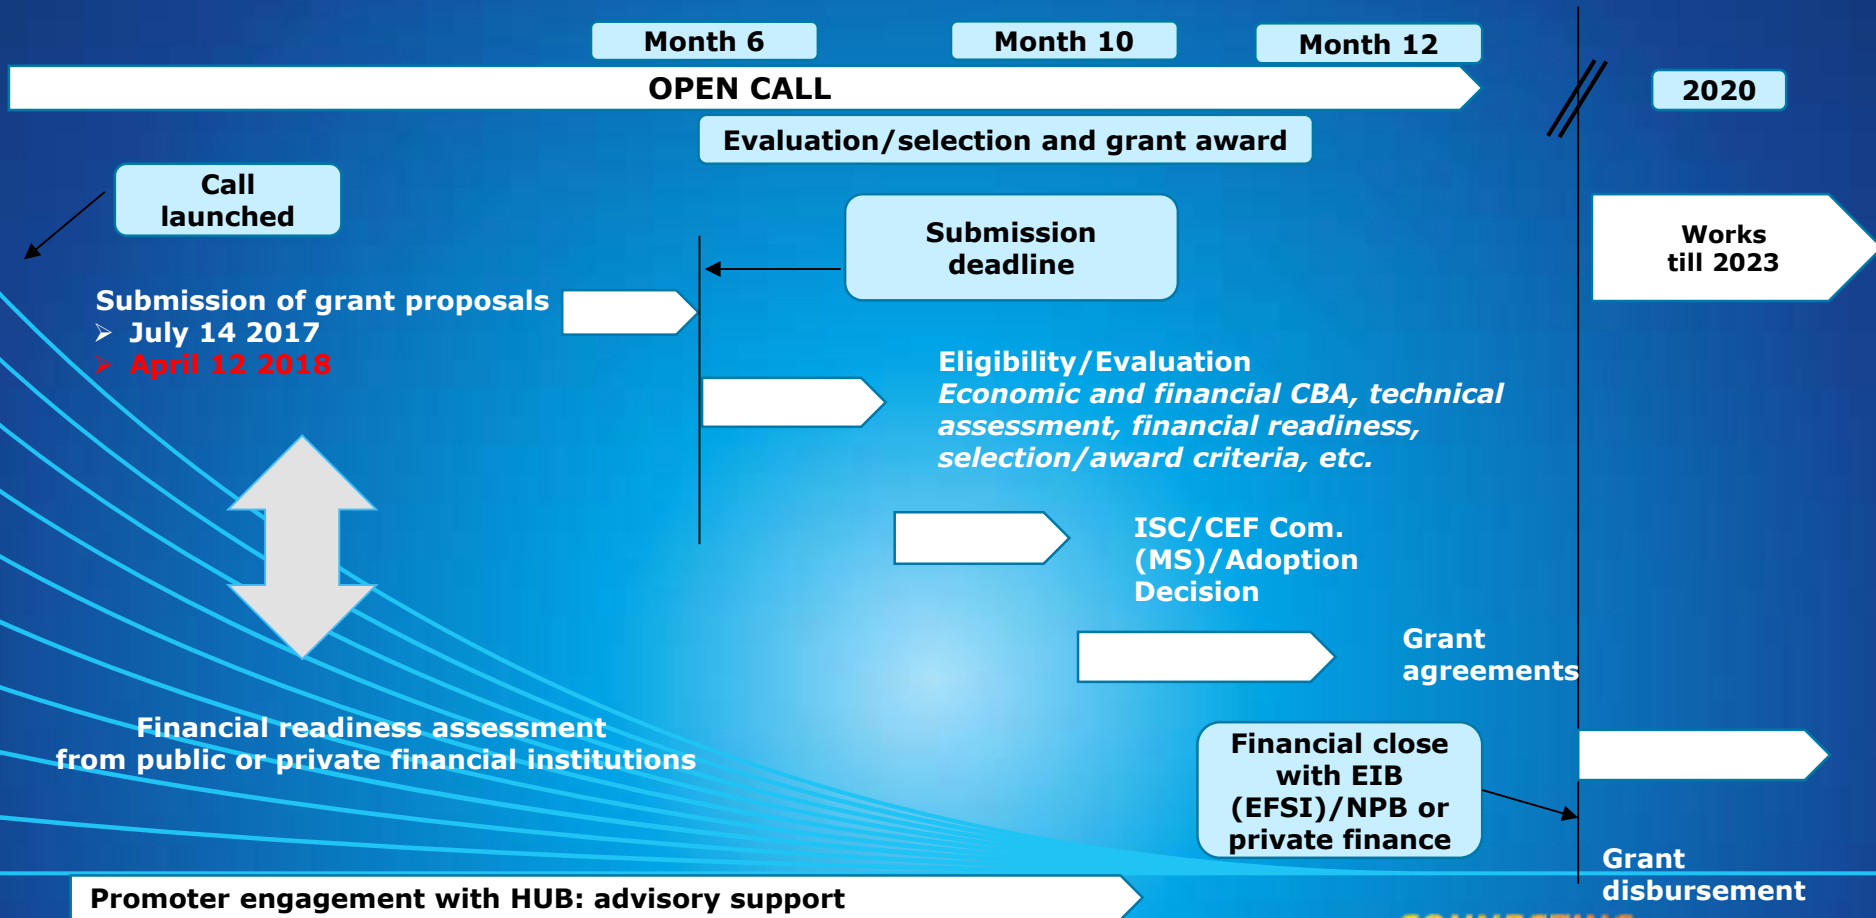 Month 6
Month 10
Month 12
OPEN CALL
2020
Evaluation/selection and grant award
Call
launched
Submission
deadline
Works
till 2023
Submission of grant proposals
➢ July 14 2017
➢ April 12 2018
Eligibility/Evaluation
Economic and financial CBA, technical
assessment, financial readiness,
selection/award criteria, etc.
ISC/CEF Com.
(MS)/Adoption
Decision
Grant
agreements
Financial readiness assessment
from public or private financial institutions
Financial close
with EIB
(EFSI)/NPB or
private finance
Grant
disbursement
Promoter engagement with HUB: advisory support